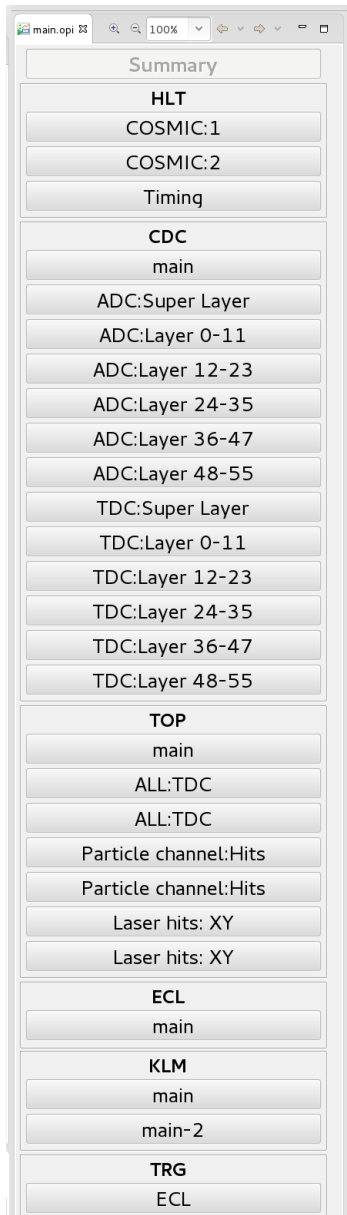 main.opi
100%
Summary
HLT
COSMIC:1
COSMIC:2
Timing
CDC
main
ADC:Super Layer
ADC:Layer 0-11
ADC:Layer 12-23
ADC:Layer 24-35
ADC:Layer 36-47
ADC:Layer 48-55
TDC:Super Layer
TDC:Layer 0-11
TDC:Layer 12-23
TDC:Layer 24-35
TDC:Layer 36-47
TDC:Layer 48-55
TOP
main
ALL:TDC
ALL:TDC
Particle channel:Hits
Particle channel:Hits
Laser hits: XY
Laser hits: XY
ECL
main
KLM
main
main-2
TRG
ECL